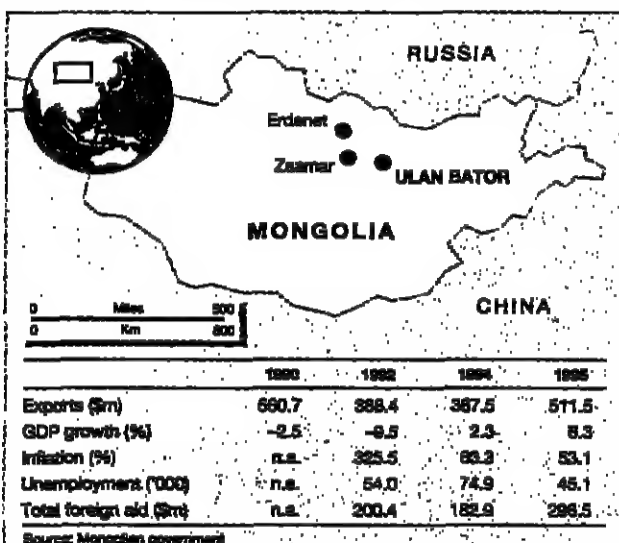 RUSSIA
Erdenet
Zaamar
ULAN BATOR
MONGOLIA
CHINA
0 Miles 500
0 Km 800
1990 1992 1994 1995
Exports ($m) 660.7 388.4 367.5 511.5
GDP growth (%) -2.5 -9.5 2.3 6.3
Inflation (%) n.a. 325.5 66.3 53.1
Unemployment ('000) n.a. 54.0 74.9 45.1
Total foreign aid ($m) n.a. 200.4 182.9 296.5
Source: Mongolian government